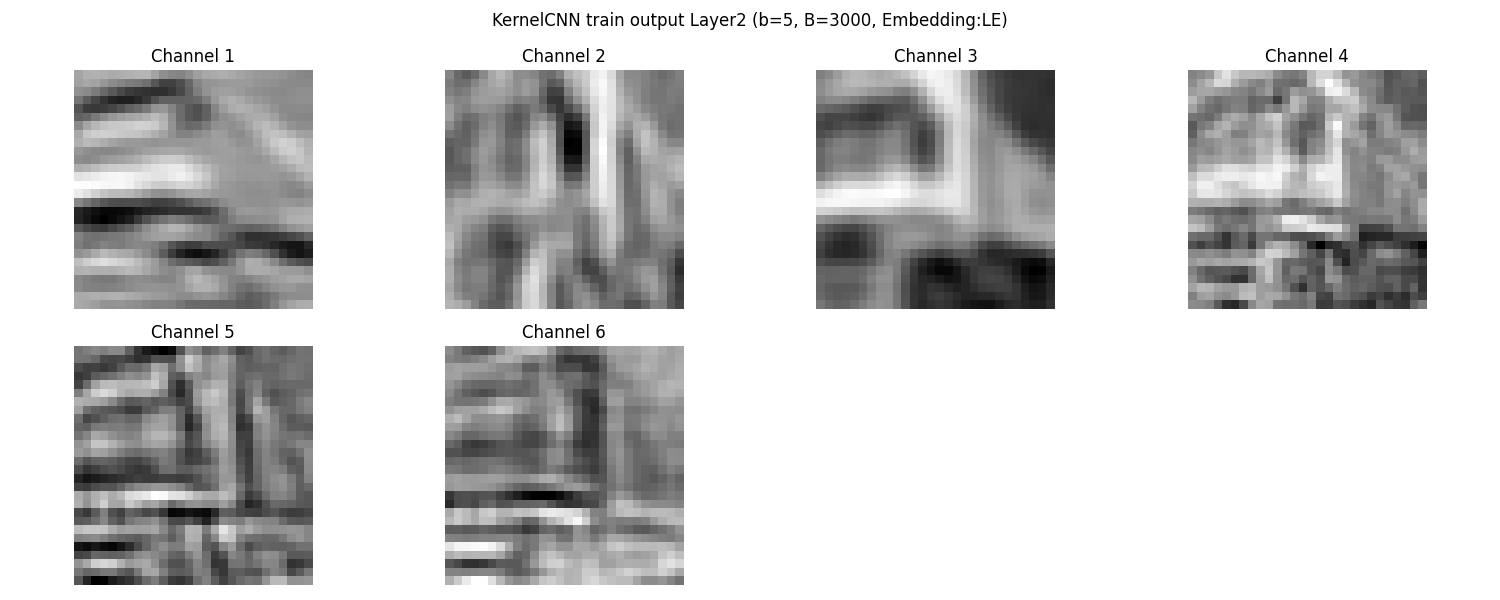 KernelCNN train output Layer2 (b=5, B=3000, Embedding:LE)
Channel 1
Channel 2
Channel 3
Channel 4
Channel 5
Channel 6